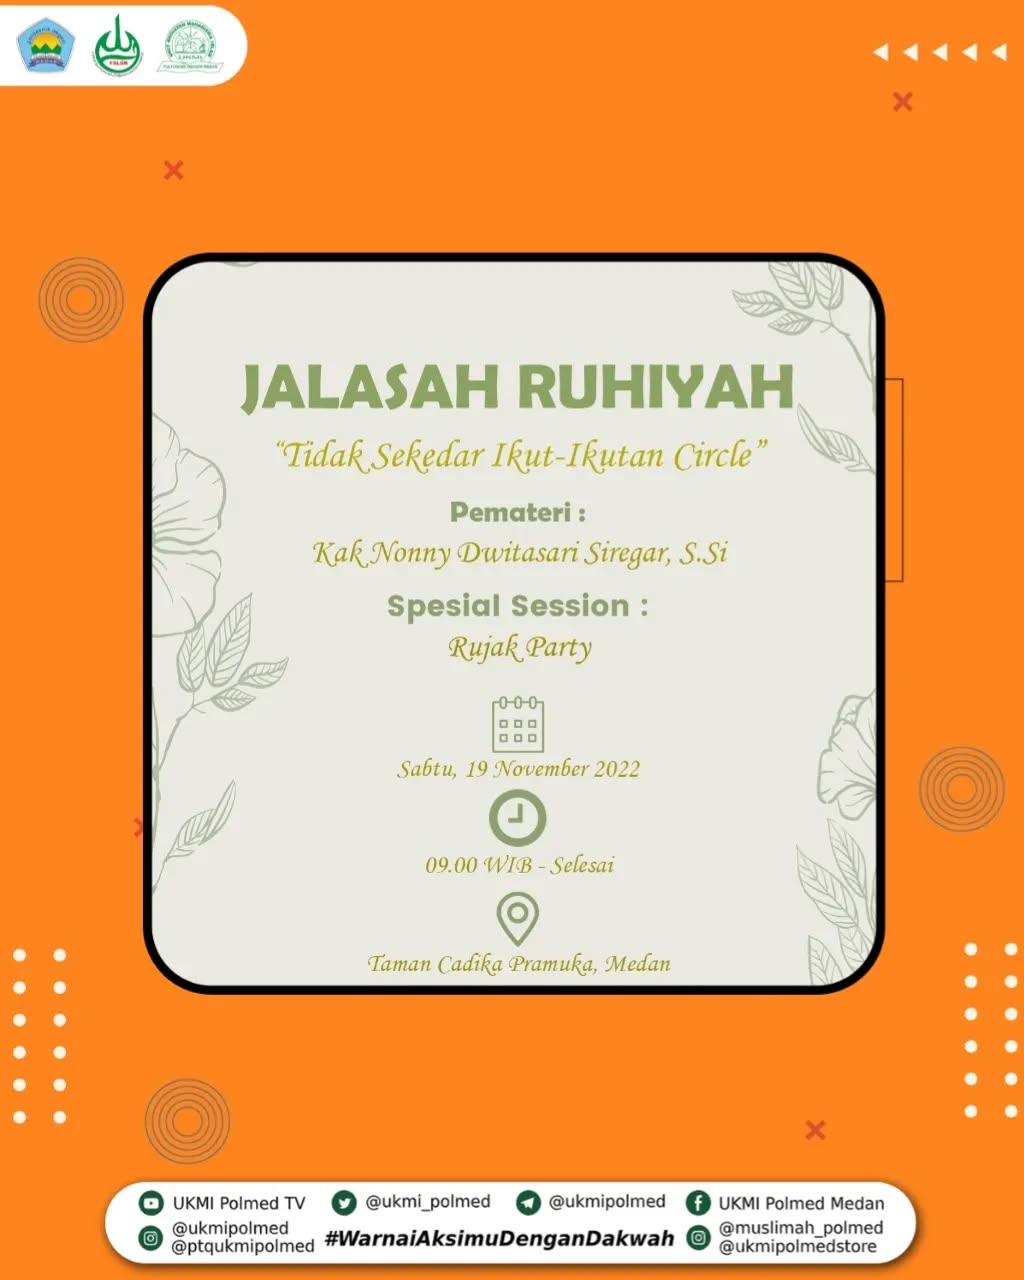 JALASAH RUHIYAH
“Tidak Sekedar Ikut-Ikutan Circle”
Pemateri :
Kak Nonny Dwitasari Siregar, S.Si
Spesial Session :
Rujak Party
Sabtu, 19 November 2022
09.00 WIB - Selesai
Taman Cadika Pramuka, Medan
UKMI Polmed TV
@ukmi_polmed
@ukmipolmed
UKMI Polmed Medan
@ukmipolmed
@ptqukmipolmed
#WarnaiAksimuDenganDakwah
@muslimah_polmed
@ukmipolmedstore